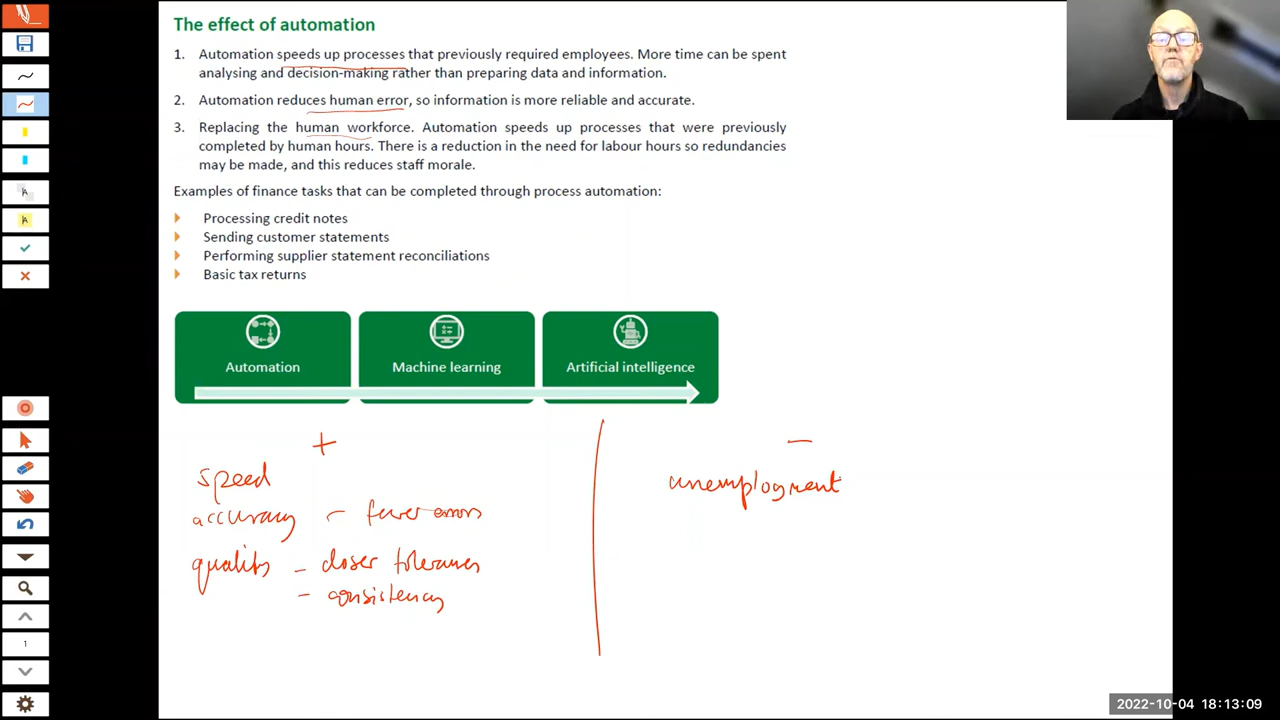 The effect of automation
1. Automation speeds up processes that previously required employees. More time can be spent
analysing and decision-making rather than preparing data and information.
2. Automation reduces human error, so information is more reliable and accurate.
3. Replacing the human workforce. Automation speeds up processes that were previously
completed by human hours. There is a reduction in the need for labour hours so redundancies
may be made, and this reduces staff morale.
Examples of finance tasks that can be completed through process automation:
Processing credit notes
Sending customer statements
Performing supplier statement reconciliations
Basic tax returns
Automation Machine learning Artificial intelligence
+ -
speed
unemployment
accuracy - fewer errors
quality - closer tolerances
- consistency
1
2022-10-04 18:13:09